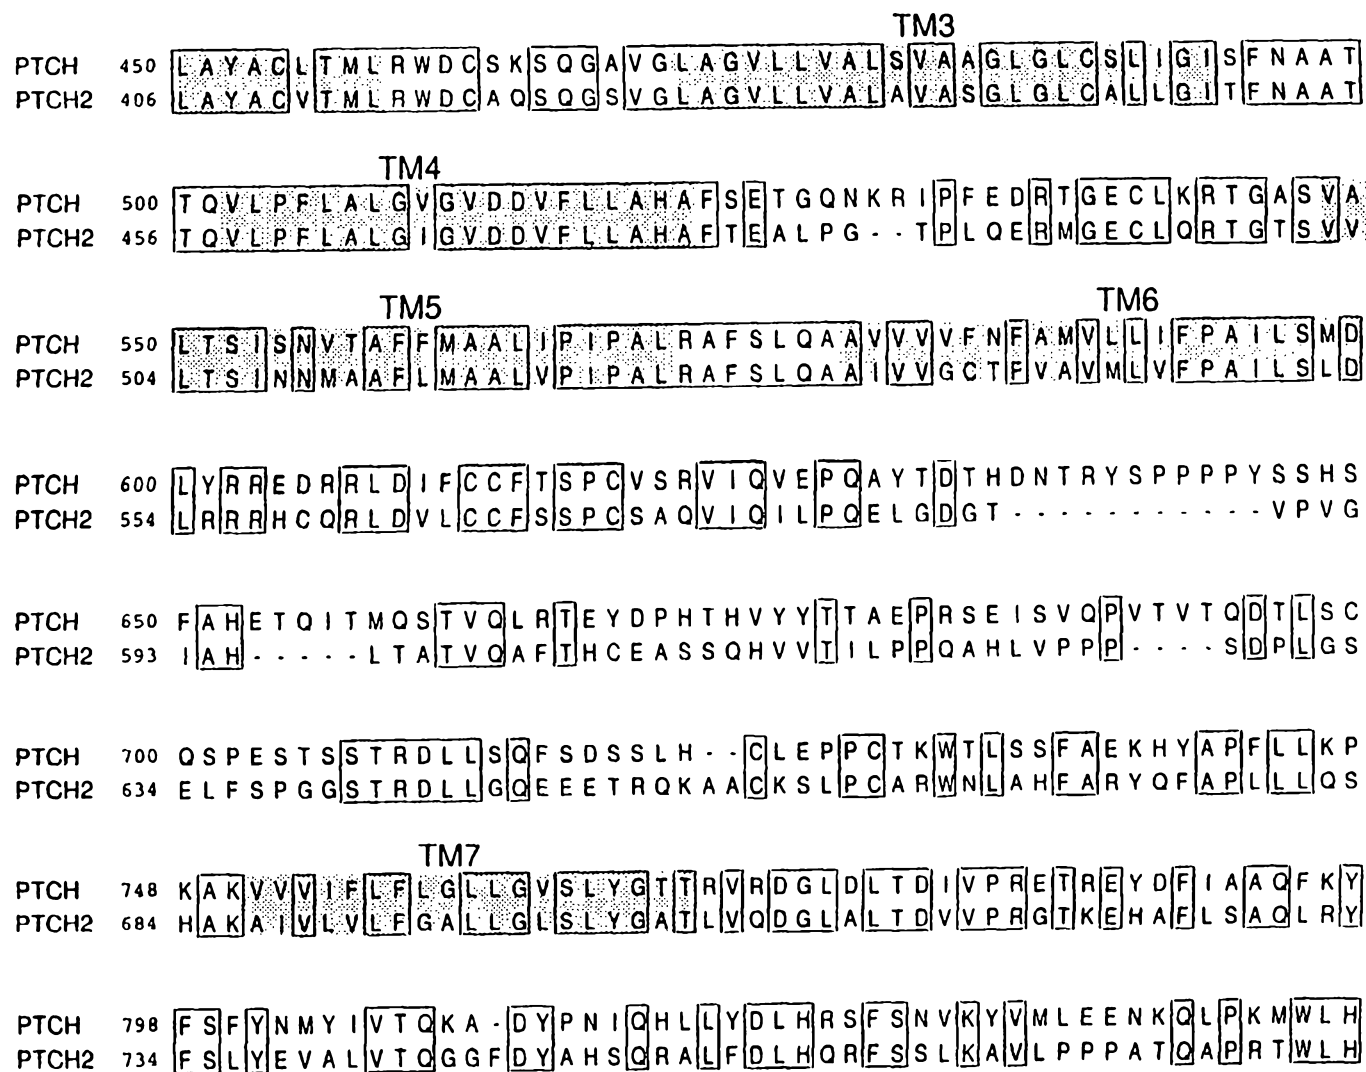 TM3
PTCH 450 LAYACLTMLRWDCSKSQGAVGLAGVLLVALSVAAGLGLCSLIGISFNAAT
PTCH2 406 LAYACVTMLRWDCAQSQGSVGLAGVLLVALAVASGLGLCALLGITFNAAT
TM4
PTCH 500 TQVLPFLALGVGVDDVFLLAHAFSETGQNKRIPFEDRTGECLKRTGASVA
PTCH2 456 TQVLPFLALGIGVDDVFLLAHAFTEALPG--TPLQERMGECLQRTGTSVV
TM5 TM6
PTCH 550 LTSISNVTAFFMAALIPIPALRAFSLQAAVVVVFNFAMVLLIFPAILSMD
PTCH2 504 LTSINNMAAFLMAALVPIPALRAFSLQAAIVVGCTFVAVMLVFPAILSLD
PTCH 600 LYRREDRRLDIFCCFTSPCVSRVIQVEPQAYTDTHDNTRYSPPPPYSSHS
PTCH2 554 LRRRHCQRLDVLCCFSSPCSAQVIQILPQELGDGT-----------VPVG
PTCH 650 FAHETQITMQSTVQLRTEYDPHTHVYYTTAEPRSEISVQPVTVTQDTLSC
PTCH2 593 IAH-----LTATVQAFTHCEASSQHVVTILPPQAHLVPPP----SDPLGS
PTCH 700 QSPESTSSTRDLLSQFSDSSLH--CLEPPCTKWTLSSFAEKHYAPFLLKP
PTCH2 634 ELFSPGGSTRDLLGQEEETRQKAACKSLPCARWNLAHFARYQFAPLLLQS
TM7
PTCH 748 KAKVVVIFLFLGLLGVSLYGTTRVRDGLDLTDIVPRETREYDFIAAQFKY
PTCH2 684 HAKAIVLVLFGALLGLSLYGATLVQDGLALTDVVPRGTKEHAFLSAQLRY
PTCH 798 FSFYNMYIVTQKA-DYPNIQHLLYDLHRSFSNVKYVMLEENKQLPKMWLH
PTCH2 734 FSLYEVALVTQGGFDYAHSQRALFDLHQRFSSLKAVLPPPATQAPRTWLH